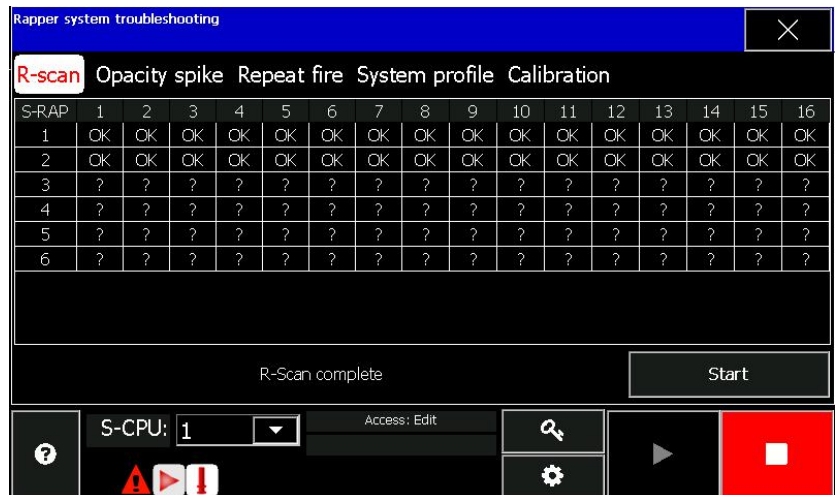 Rapper system troubleshooting
R-scan Opacity spike Repeat fire System profile Calibration
S-RAP 1 2 3 4 5 6 7 8 9 10 11 12 13 14 15 16
1 OK OK OK OK OK OK OK OK OK OK OK OK OK OK OK OK
2 OK OK OK OK OK OK OK OK OK OK OK OK OK OK OK OK
3 ? ? ? ? ? ? ? ? ? ? ? ? ? ? ? ?
4 ? ? ? ? ? ? ? ? ? ? ? ? ? ? ? ?
5 ? ? ? ? ? ? ? ? ? ? ? ? ? ? ? ?
6 ? ? ? ? ? ? ? ? ? ? ? ? ? ? ? ?
R-Scan complete Start
S-CPU: 1 Access: Edit
?